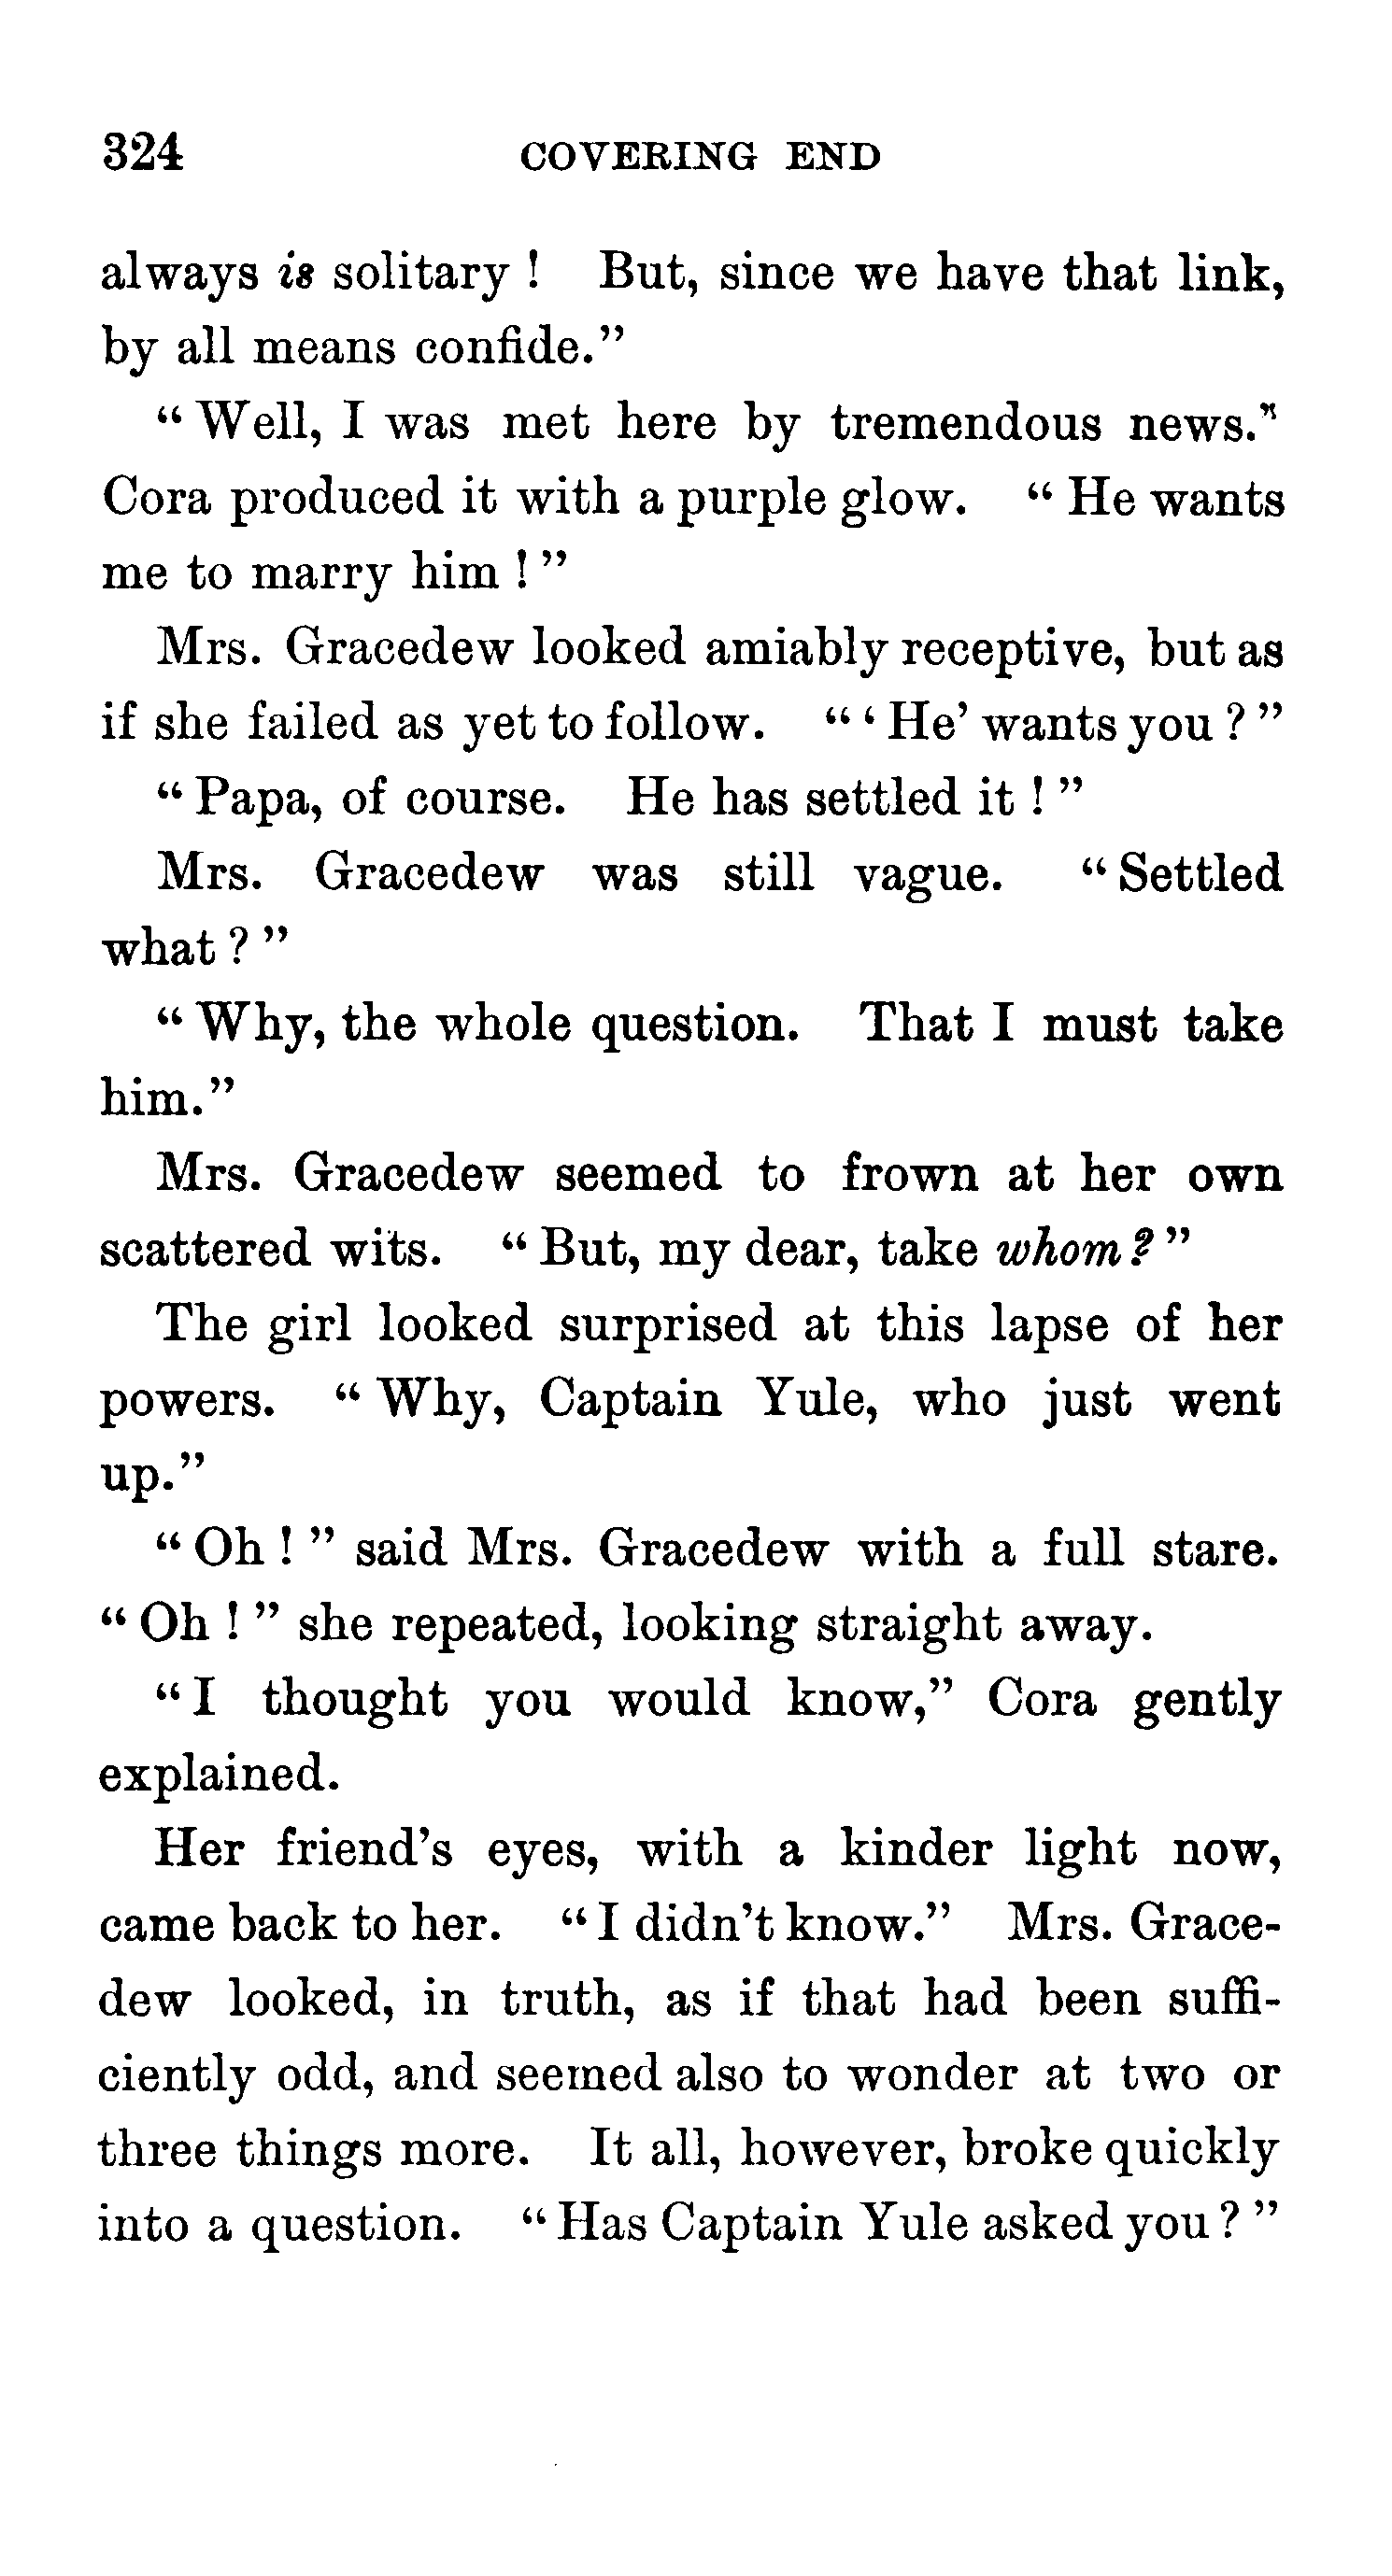 324 COVERING END
always is solitary ! But, since we have that link,
by all means confide."
" Well, I was met here by tremendous news."
Cora produced it with a purple glow. " He wants
me to marry him ! "
Mrs. Gracedew looked amiably receptive, but as
if she failed as yet to follow. " ' He' wants you ? "
" Papa, of course. He has settled it ! "
Mrs. Gracedew was still vague. " Settled
what ? "
" Why, the whole question. That I must take
him."
Mrs. Gracedew seemed to frown at her own
scattered wits. " But, my dear, take whom ? "
The girl looked surprised at this lapse of her
powers. " Why, Captain Yule, who just went
up."
" Oh ! " said Mrs. Gracedew with a full stare.
" Oh ! " she repeated, looking straight away.
" I thought you would know," Cora gently
explained.
Her friend's eyes, with a kinder light now,
came back to her. " I didn't know." Mrs. Grace-
dew looked, in truth, as if that had been suffi-
ciently odd, and seemed also to wonder at two or
three things more. It all, however, broke quickly
into a question. " Has Captain Yule asked you ? "